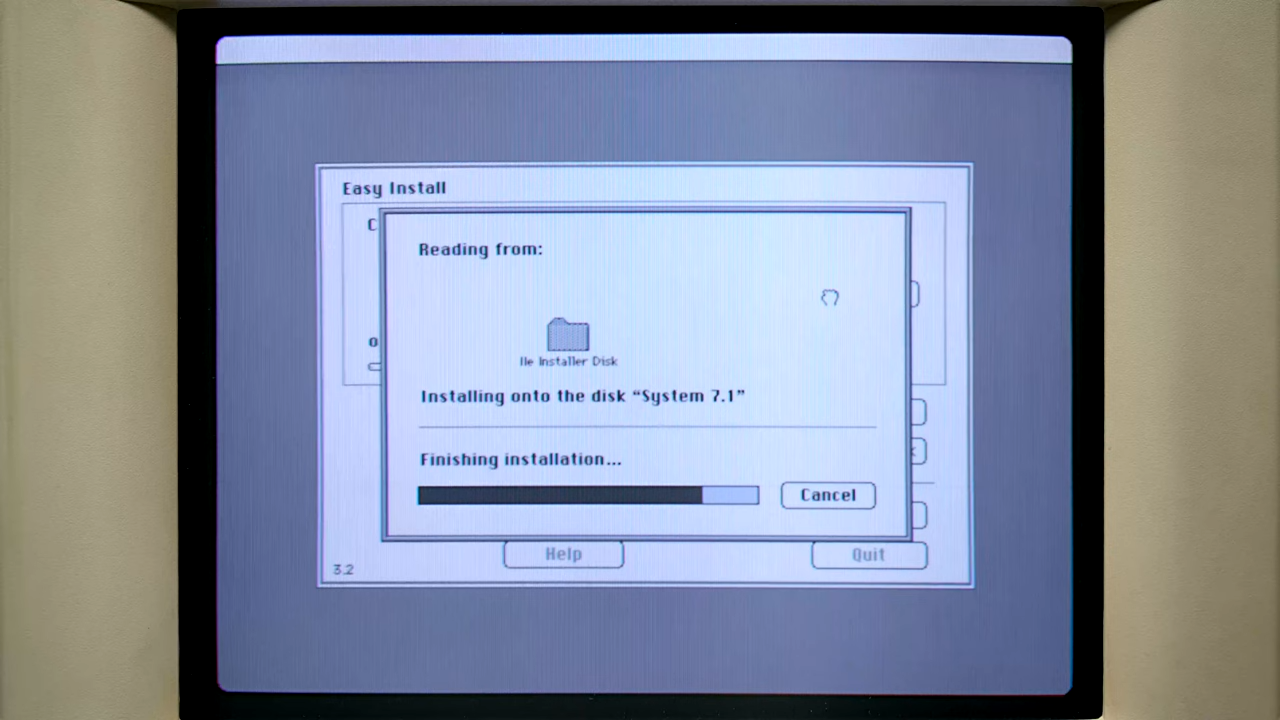 Easy Install
C
Reading from:
IIe Installer Disk
Installing onto the disk “System 7.1”
Finishing installation...
Cancel
Help
Quit
3.2